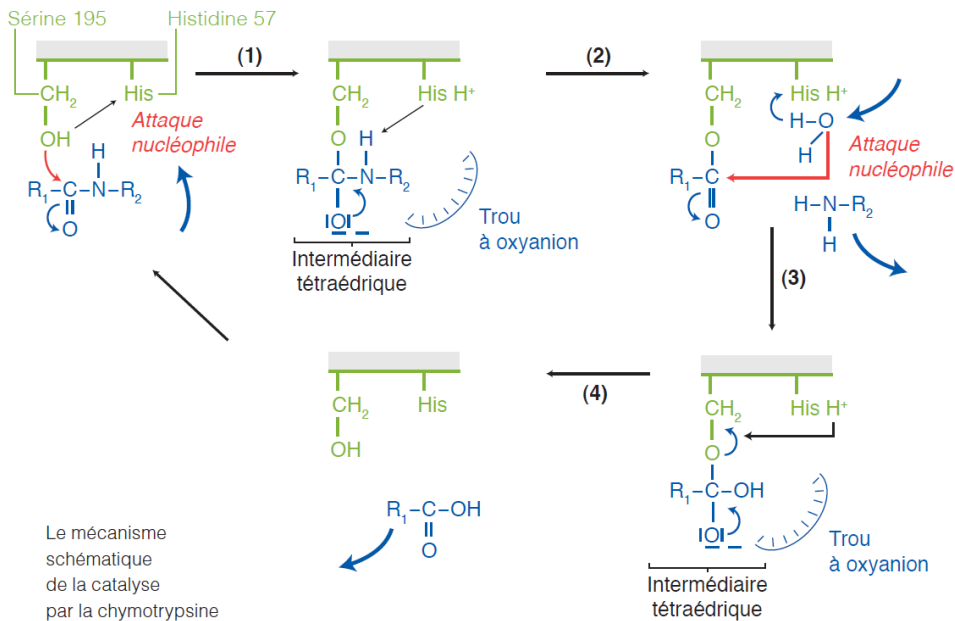 Sérine 195
Histidine 57
(1)
(2)
CH2
His
OH
Attaque
nucléophile
H
R1–C–N–R2
O
CH2
His H+
O
H
R1–C–N–R2
|O|
Trou
à oxyanion
Intermédiaire
tétraédrique
CH2
His H+
H–O
H
O
Attaque
nucléophile
R1–C
O
H–N–R2
H
(3)
(4)
CH2
His
OH
R1–C–OH
O
CH2
His H+
O
R1–C–OH
|O|
Trou
à oxyanion
Intermédiaire
tétraédrique
Le mécanisme
schématique
de la catalyse
par la chymotrypsine